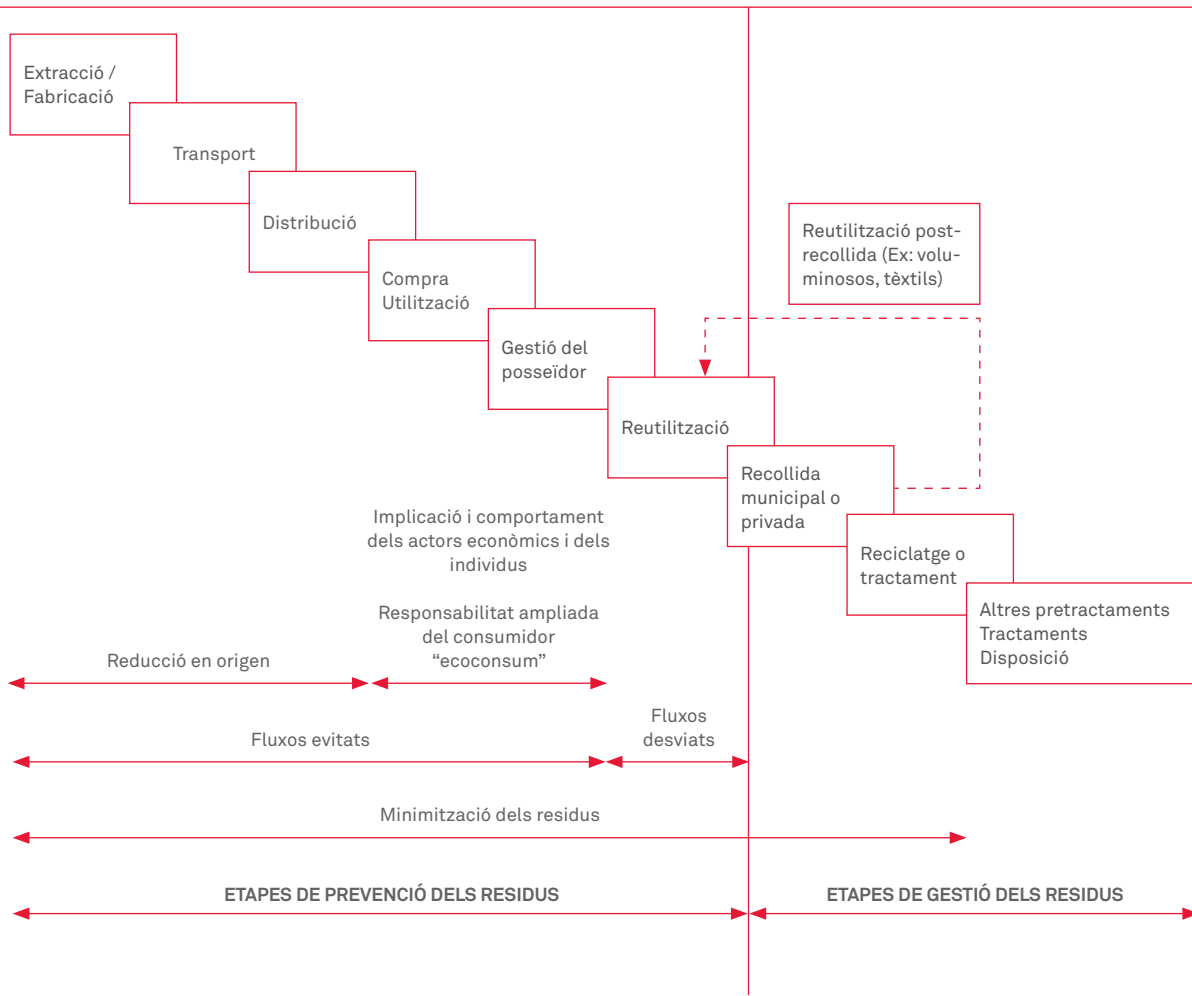 Extracció /
Fabricació
Transport
Distribució
Compra
Utilització
Gestió del
posseïdor
Reutilització
Reutilització post-
recollida (Ex: volu-
minosos, tèxtils)
Recollida
municipal o
privada
Reciclatge o
tractament
Altres pretractaments
Tractaments
Disposició
Implicació i comportament
dels actors econòmics i dels
individus
Responsabilitat ampliada
del consumidor
“ecoconsum”
Reducció en origen
Fluxos evitats
Fluxos
desviats
Minimització dels residus
ETAPES DE PREVENCIÓ DELS RESIDUS
ETAPES DE GESTIÓ DELS RESIDUS